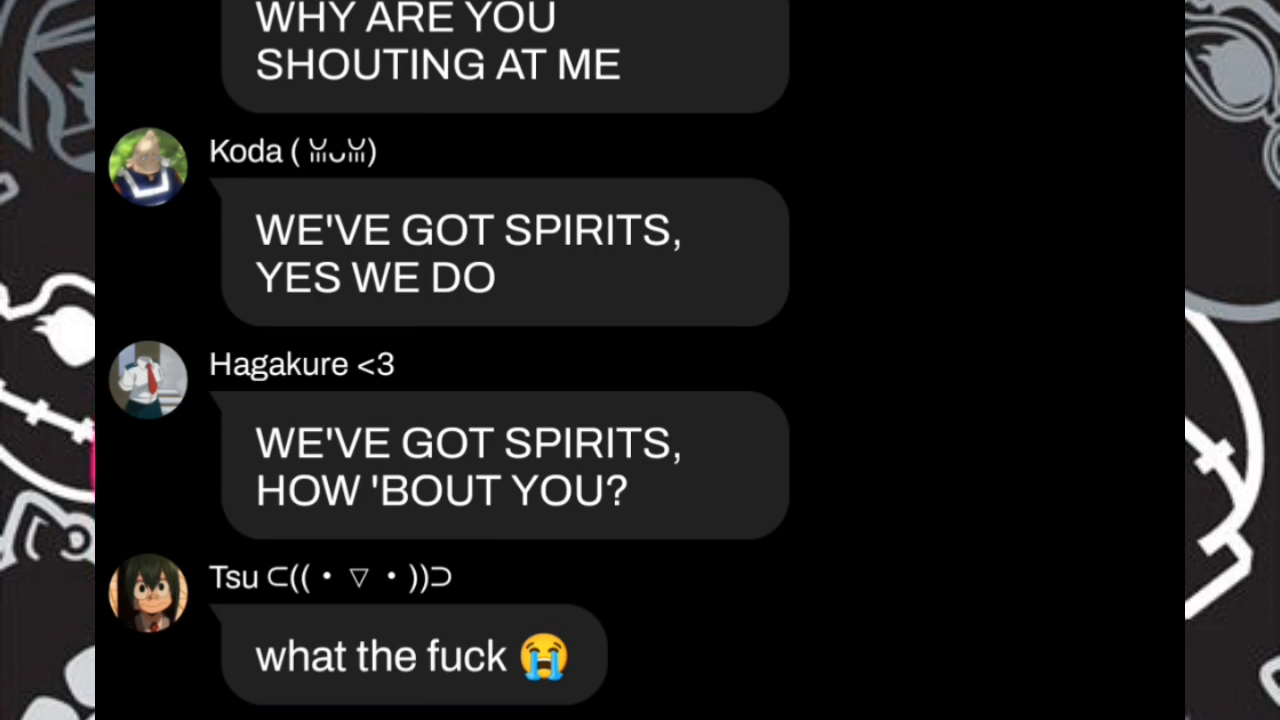 WHY ARE YOU
SHOUTING AT ME
Koda ( ꈍᴗꈍ)
WE'VE GOT SPIRITS,
YES WE DO
Hagakure <3
WE'VE GOT SPIRITS,
HOW 'BOUT YOU?
Tsu ⊂((・▽・))⊃
what the fuck 😭